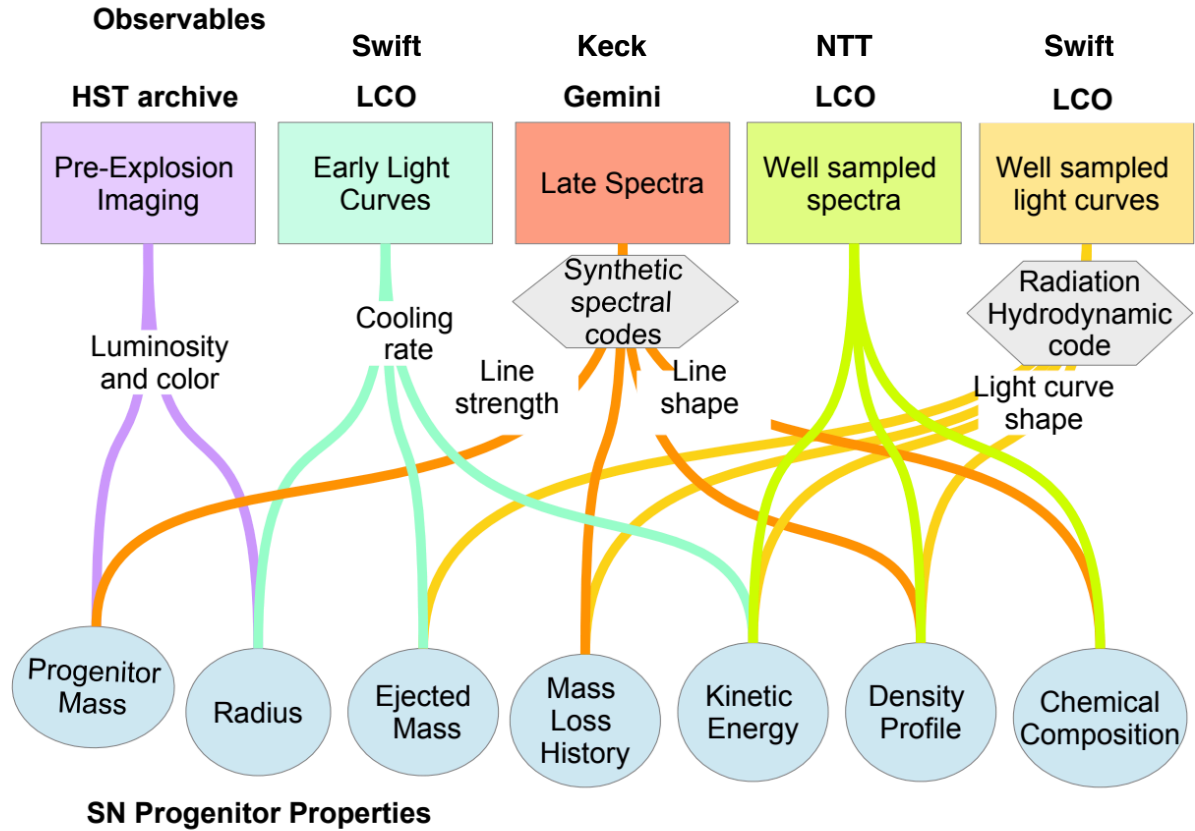 Observables
Swift
Keck
NTT
Swift
HST archive
LCO
Gemini
LCO
LCO
Pre-Explosion
Imaging
Early Light
Curves
Late Spectra
Well sampled
spectra
Well sampled
light curves
Synthetic
spectral
codes
Radiation
Hydrodynamic
code
Luminosity
and color
Cooling
rate
Line
strength
Line
shape
Light curve
shape
Progenitor
Mass
Radius
Ejected
Mass
Mass
Loss
History
Kinetic
Energy
Density
Profile
Chemical
Composition
SN Progenitor Properties